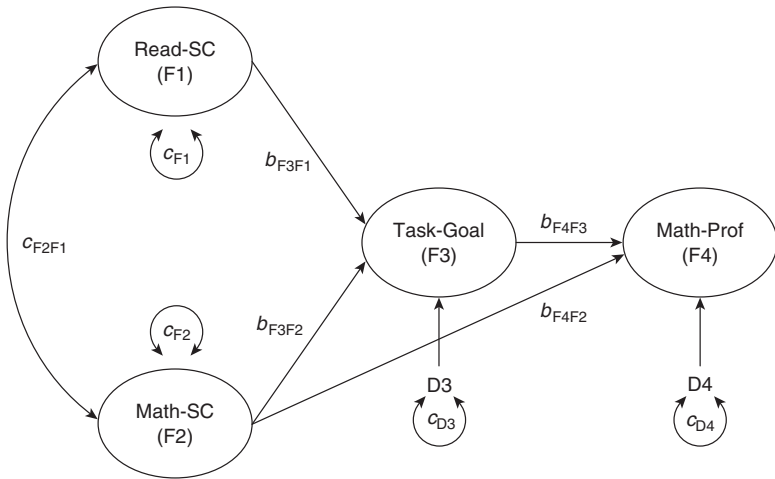 Read-SC
(F1)
cF1
bF3F1
cF2F1
Task-Goal
(F3)
bF4F3
Math-Prof
(F4)
cF2
bF3F2
bF4F2
Math-SC
(F2)
D3
cD3
D4
cD4